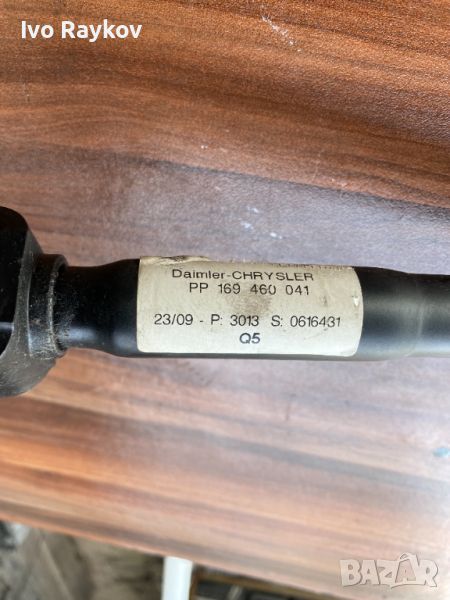 Ivo Raykov
Daimler-CHRYSLER
PP 169 460 041
23/09 - P: 3013 S: 0616431
Q5
BAZAR